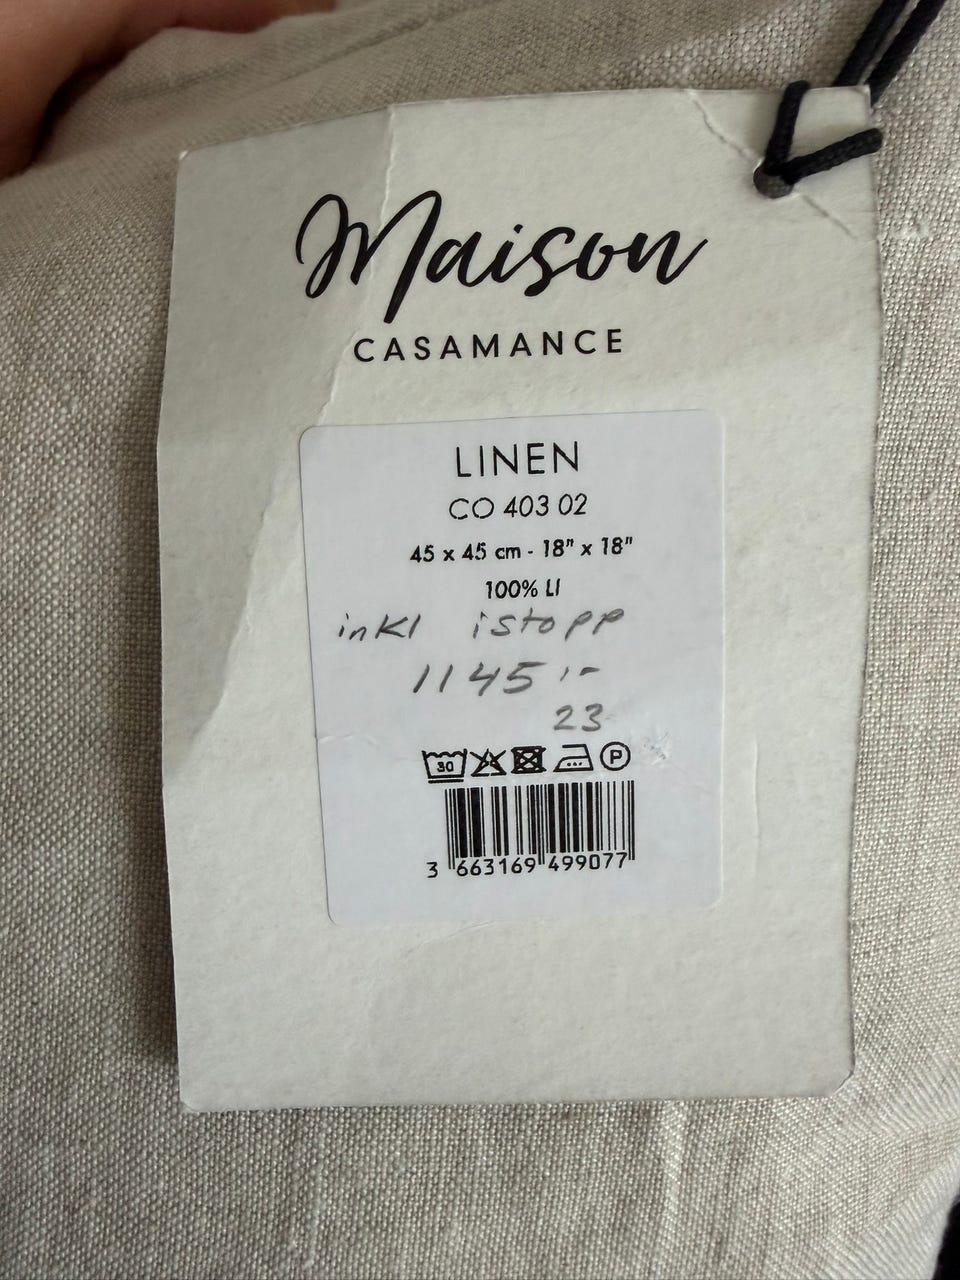 Maison
CASAMANCE
LINEN
CO 403 02
45 x 45 cm - 18" x 18"
100% LI
inkl istopp
1145:-
23
30
P
3 663169 499077